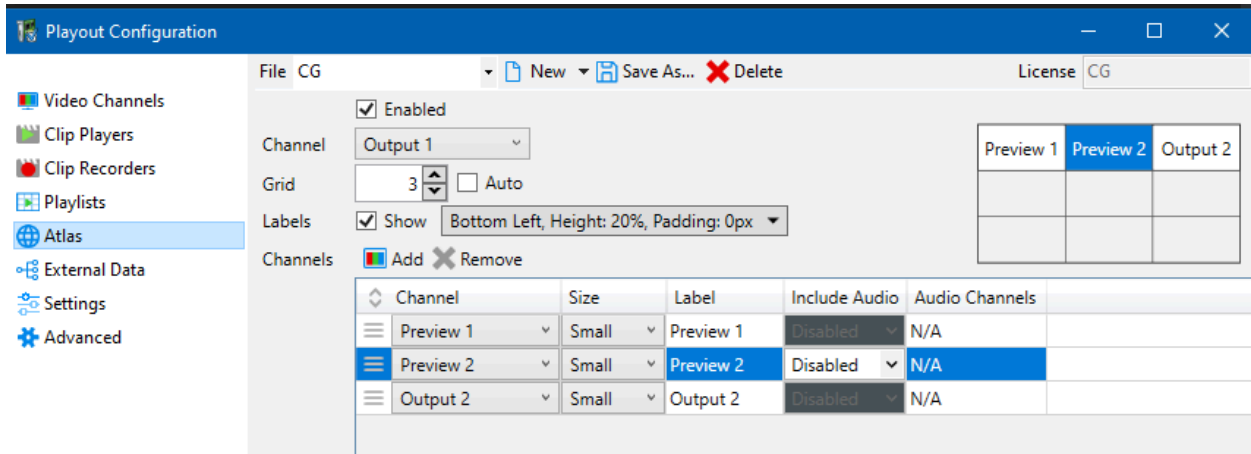 Playout Configuration
File CG New Save As... Delete License CG
Video Channels
Clip Players
Clip Recorders
Playlists
Atlas
External Data
Settings
Advanced
Enabled
Channel Output 1
Grid 3 Auto
Labels Show Bottom Left, Height: 20%, Padding: 0px
Channels Add Remove
Preview 1 Preview 2 Output 2
Channel Size Label Include Audio Audio Channels
Preview 1 Small Preview 1 Disabled N/A
Preview 2 Small Preview 2 Disabled N/A
Output 2 Small Output 2 Disabled N/A